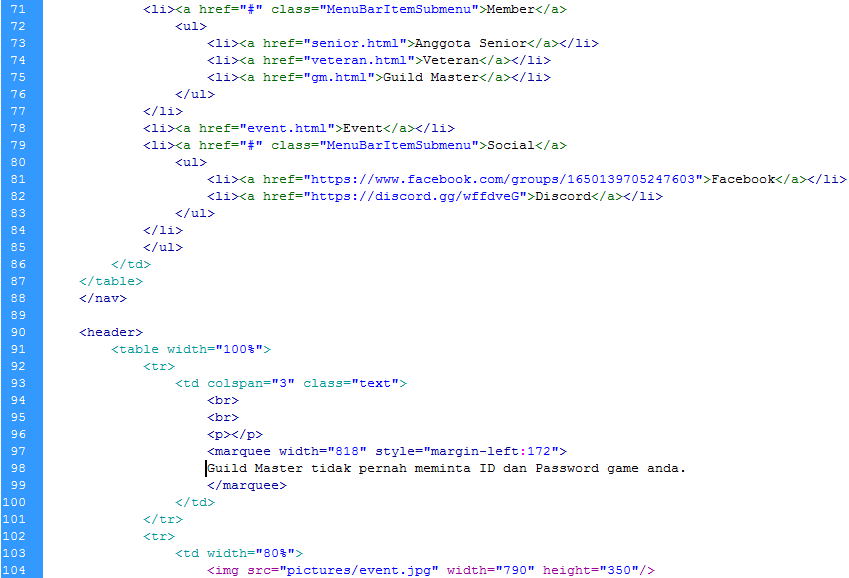 71 <li><a href="#" class="MenuBarItemSubmenu">Member</a>
72 <ul>
73 <li><a href="senior.html">Anggota Senior</a></li>
74 <li><a href="veteran.html">Veteran</a></li>
75 <li><a href="gm.html">Guild Master</a></li>
76 </ul>
77 </li>
78 <li><a href="event.html">Event</a></li>
79 <li><a href="#" class="MenuBarItemSubmenu">Social</a>
80 <ul>
81 <li><a href="https://www.facebook.com/groups/1650139705247603">Facebook</a></li>
82 <li><a href="https://discord.gg/wffdveG">Discord</a></li>
83 </ul>
84 </li>
85 </ul>
86 </td>
87 </table>
88 </nav>
89
90 <header>
91 <table width="100%">
92 <tr>
93 <td colspan="3" class="text">
94 <br>
95 <br>
96 <p></p>
97 <marquee width="818" style="margin-left:172">
98 Guild Master tidak pernah meminta ID dan Password game anda.
99 </marquee>
100 </td>
101 </tr>
102 <tr>
103 <td width="80%">
104 <img src="pictures/event.jpg" width="790" height="350"/>